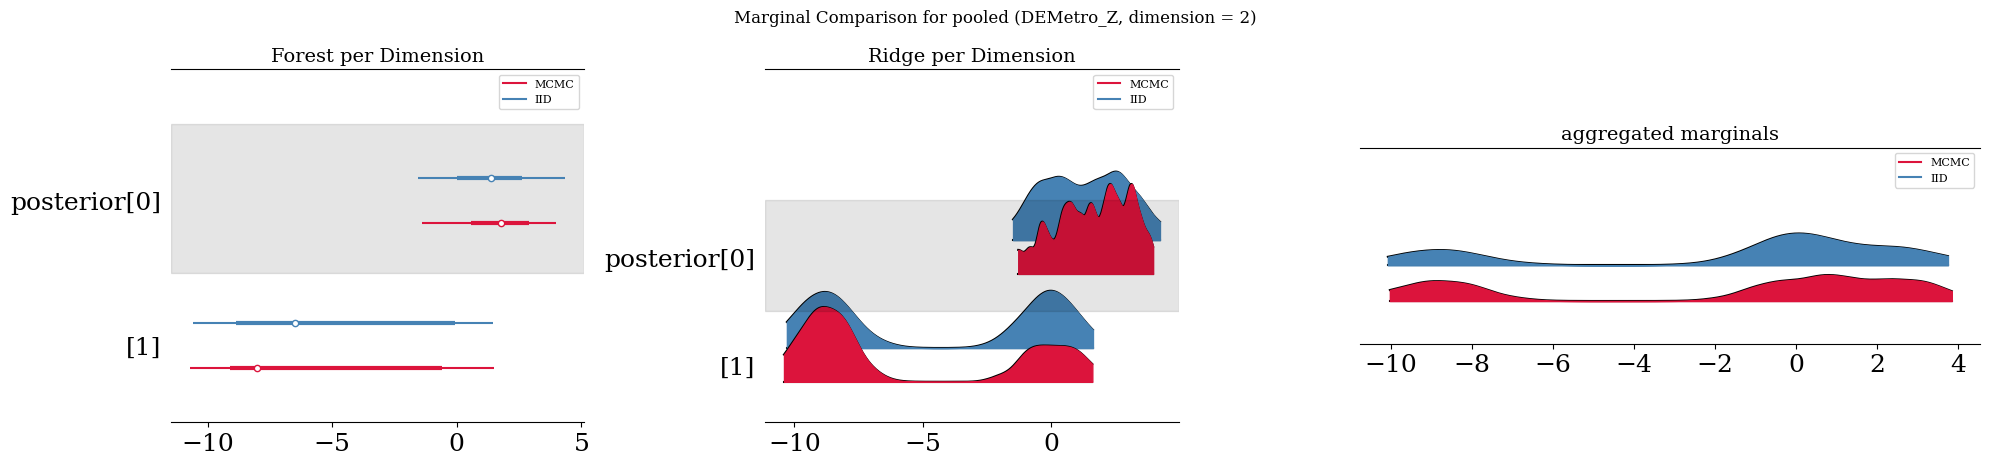 Marginal Comparison for pooled (DEMetro_Z, dimension = 2)
Forest per Dimension
MCMC
IID
posterior[0]
[1]
−10
−5
0
5
Ridge per Dimension
MCMC
IID
posterior[0]
[1]
−10
−5
0
aggregated marginals
MCMC
IID
−10
−8
−6
−4
−2
0
2
4